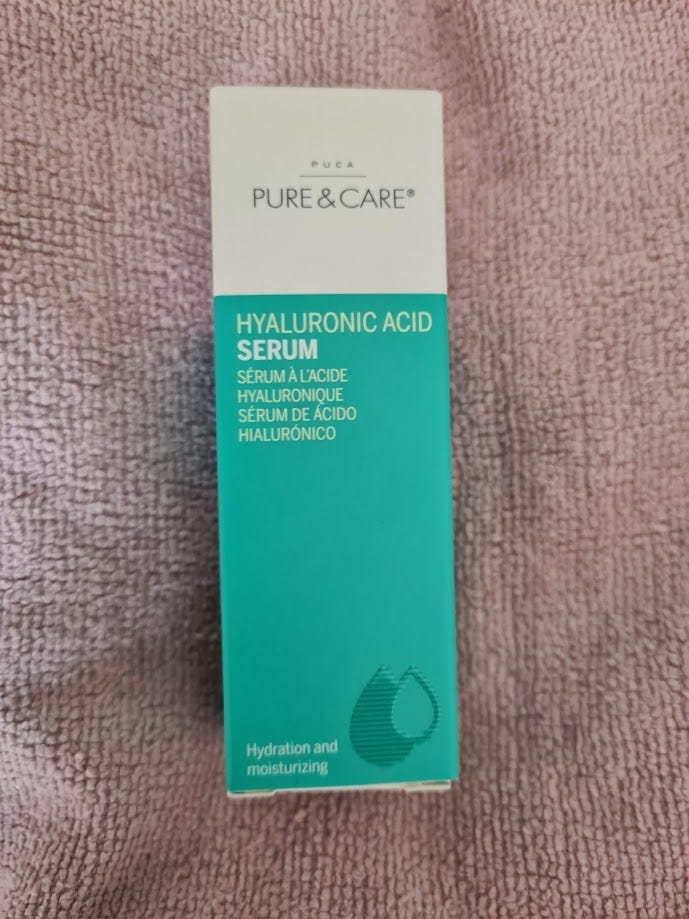 PUCA
PURE & CARE®
HYALURONIC ACID
SERUM
SÉRUM À L'ACIDE
HYALURONIQUE
SÉRUM DE ÁCIDO
HIALURÓNICO
Hydration and
moisturizing